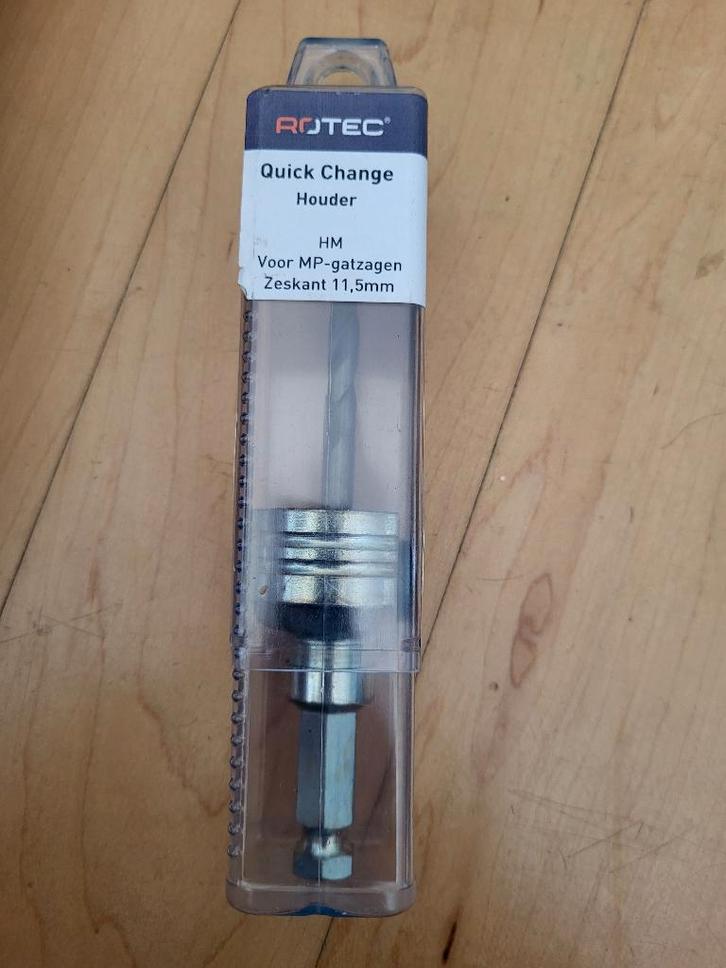 ROTEC®
Quick Change
Houder
HM
Voor MP-gatzagen
Zeskant 11,5mm